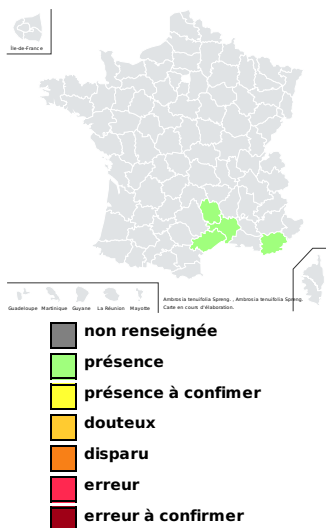 Île-de-France
Guadeloupe Martinique Guyane La Réunion Mayotte
Ambrosia tenuifolia Spreng. , Ambrosia tenuifolia Spreng.
Carte en cours d'élaboration.
non renseignée
présence
présence à confimer
douteux
disparu
erreur
erreur à confirmer